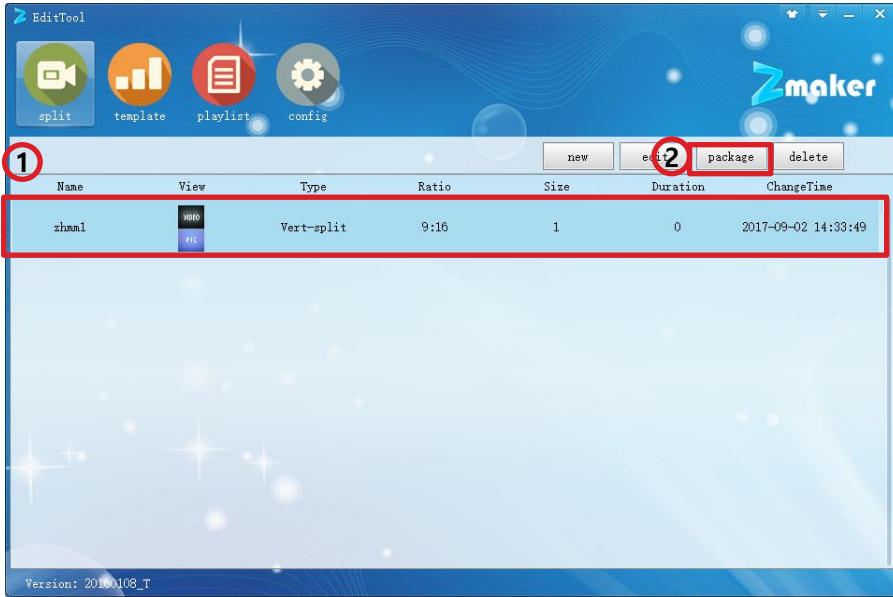 EditTool
Zmaker
split template playlist config
1
new edit 2 package delete
Name View Type Ratio Size Duration ChangeTime
VIDEO
zhmm1 Vert-split 9:16 1 0 2017-09-02 14:33:49
PIC
Version: 20160108_T